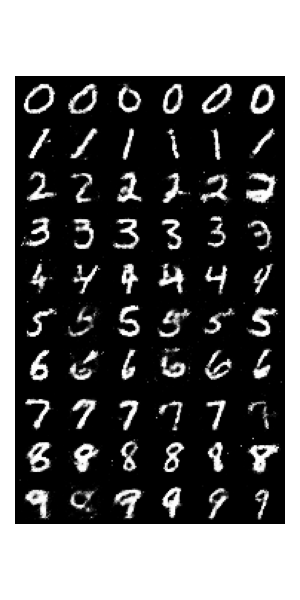 0 0 0 0 0 0
1 1 1 1 1 1
2 2 2 2 2 2
3 3 3 3 3 3
4 4 4 4 4 4
5 5 5 5 5 5
6 6 6 6 6 6
7 7 7 7 7 7
8 8 8 8 8 8
9 9 9 9 9